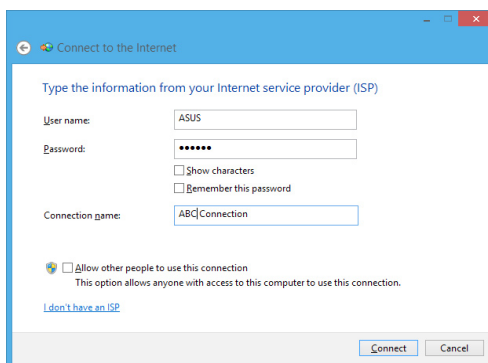 Connect to the Internet
Type the information from your Internet service provider (ISP)
User name: ASUS
Password: ••••••
Show characters
Remember this password
Connection name: ABC Connection
Allow other people to use this connection
This option allows anyone with access to this computer to use this connection.
I don't have an ISP
Connect Cancel